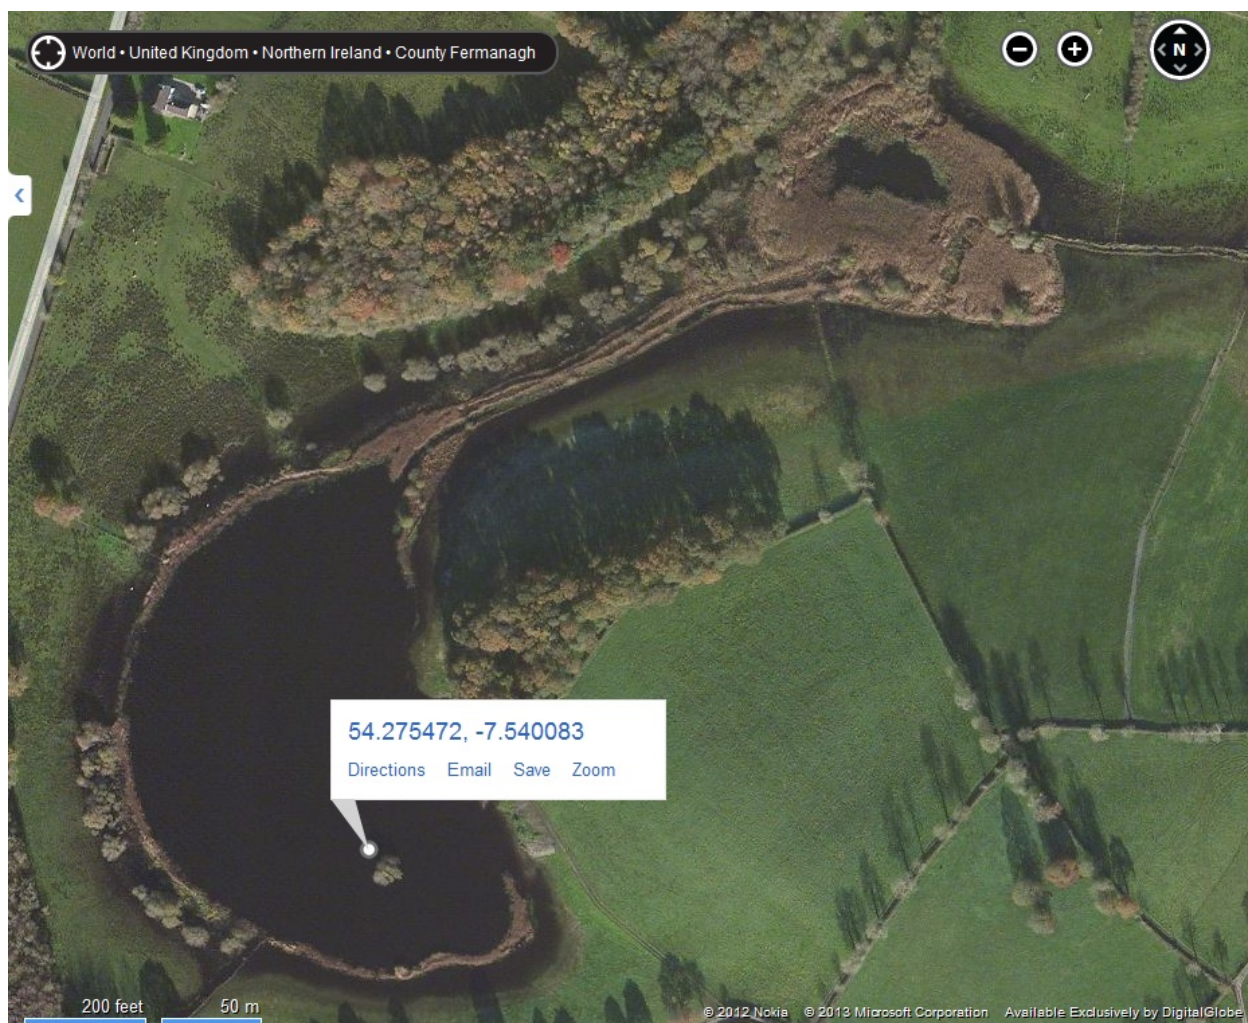 World • United Kingdom • Northern Ireland • County Fermanagh
N
54.275472, -7.540083
Directions Email Save Zoom
200 feet 50 m
© 2012 Nokia © 2013 Microsoft Corporation Available Exclusively by DigitalGlobe